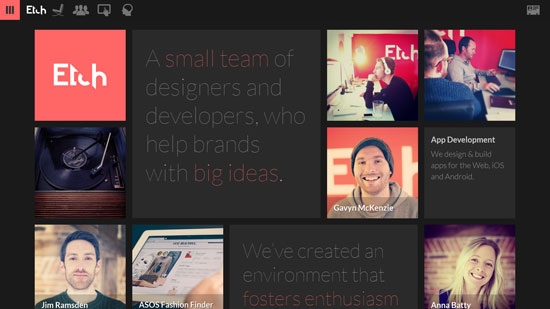 Etch
Etch
A small team of
designers and
developers. who
help brands
with big ideas.
Gavyn McKenzie
App Development
We design & build
apps for the Web, iOS
and Android.
Jim Ramsden
ASOS Fashion Finder
We've created an
environment that
fosters enthusiasm
Anna Batty